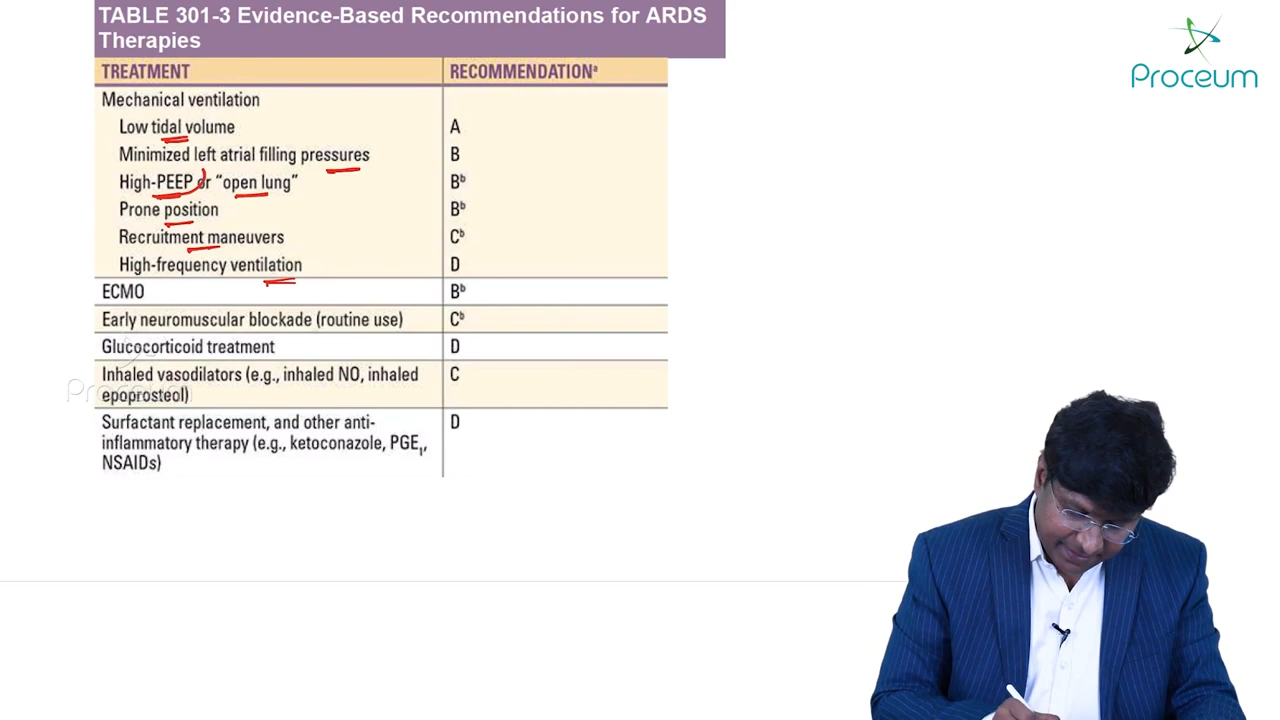 TABLE 301-3 Evidence-Based Recommendations for ARDS
Therapies
TREATMENT RECOMMENDATIONᵃ
Mechanical ventilation
Low tidal volume A
Minimized left atrial filling pressures B
High-PEEP or “open lung” Bᵇ
Prone position Bᵇ
Recruitment maneuvers Cᵇ
High-frequency ventilation D
ECMO Bᵇ
Early neuromuscular blockade (routine use) Cᵇ
Glucocorticoid treatment D
Inhaled vasodilators (e.g., inhaled NO, inhaled C
epoprosteol)
Surfactant replacement, and other anti- D
inflammatory therapy (e.g., ketoconazole, PGE₁,
NSAIDs)
Proceum
Proceum